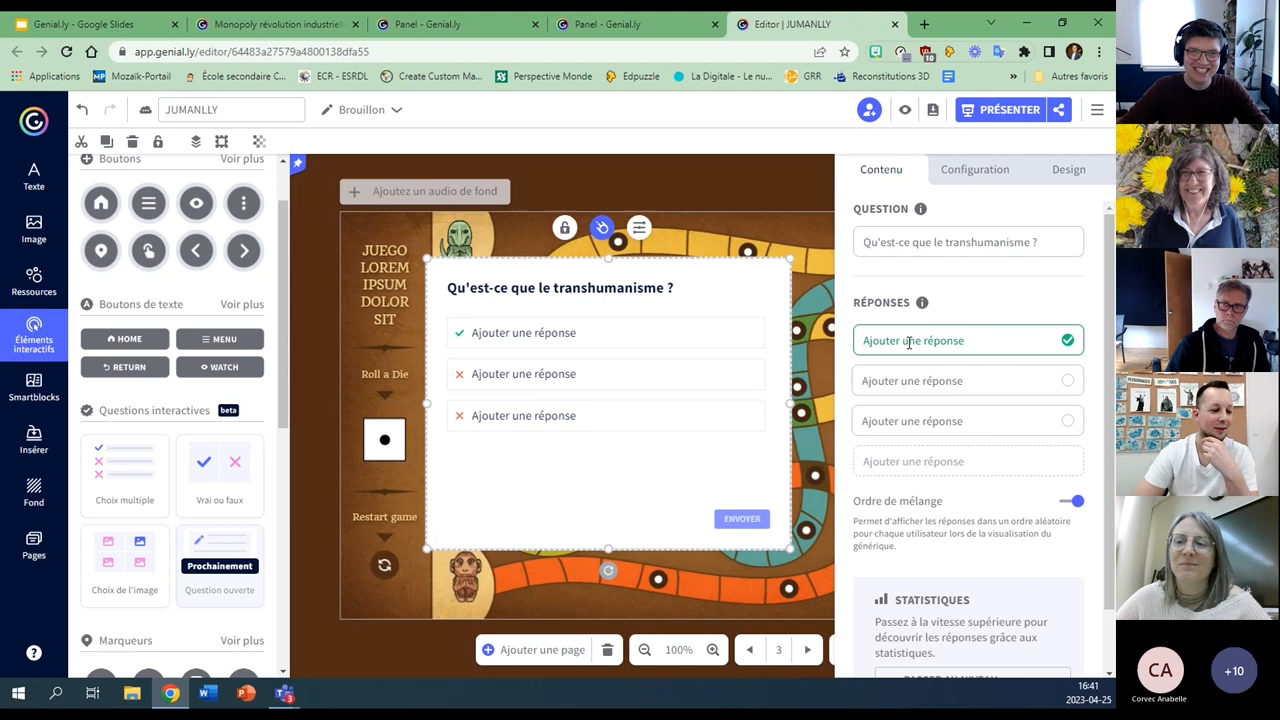 Genial.ly - Google Slides
Monopoly révolution industriel
Panel - Genial.ly
Panel - Genial.ly
Editor | JUMANLLY
app.genial.ly/editor/64483a27579a4800138dfa55
Applications
Mozaïk-Portail
École secondaire C...
ECR - ESRDL
Create Custom Ma...
Perspective Monde
Edpuzzle
La Digitale - Le nu...
GRR
Reconstitutions 3D
»
Autres favoris
JUMANLLY
Brouillon
PRÉSENTER
Texte
Image
Ressources
Éléments
interactifs
Smartblocks
Insérer
Fond
Pages
Boutons
Voir plus
Boutons de texte
Voir plus
HOME
MENU
RETURN
WATCH
Questions interactives
beta
Choix multiple
Vrai ou faux
Choix de l'image
Prochainement
Question ouverte
Marqueurs
Voir plus
Ajoutez un audio de fond
JUEGO
LOREM
IPSUM
DOLOR
SIT
Roll a Die
Restart game
Qu'est-ce que le transhumanisme ?
Ajouter une réponse
Ajouter une réponse
Ajouter une réponse
ENVOYER
Ajouter une page
100%
3
Contenu
Configuration
Design
QUESTION
Qu'est-ce que le transhumanisme ?
RÉPONSES
Ajouter une réponse
Ajouter une réponse
Ajouter une réponse
Ajouter une réponse
Ordre de mélange
Permet d'afficher les réponses dans un ordre aléatoire
pour chaque utilisateur lors de la visualisation du
générique.
STATISTIQUES
Passez à la vitesse supérieure pour
découvrir les réponses grâce aux
statistiques.
16:41
2023-04-25
CA
Corvec Anabelle
+10